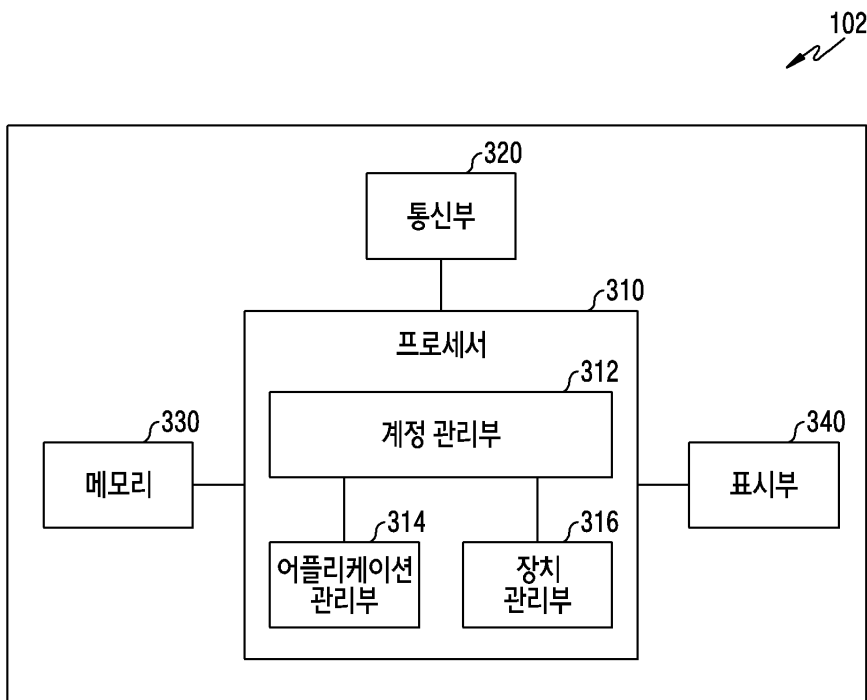 102
320
통신부
310
프로세서
312
계정 관리부
330
메모리
340
표시부
314
어플리케이션
관리부
316
장치
관리부